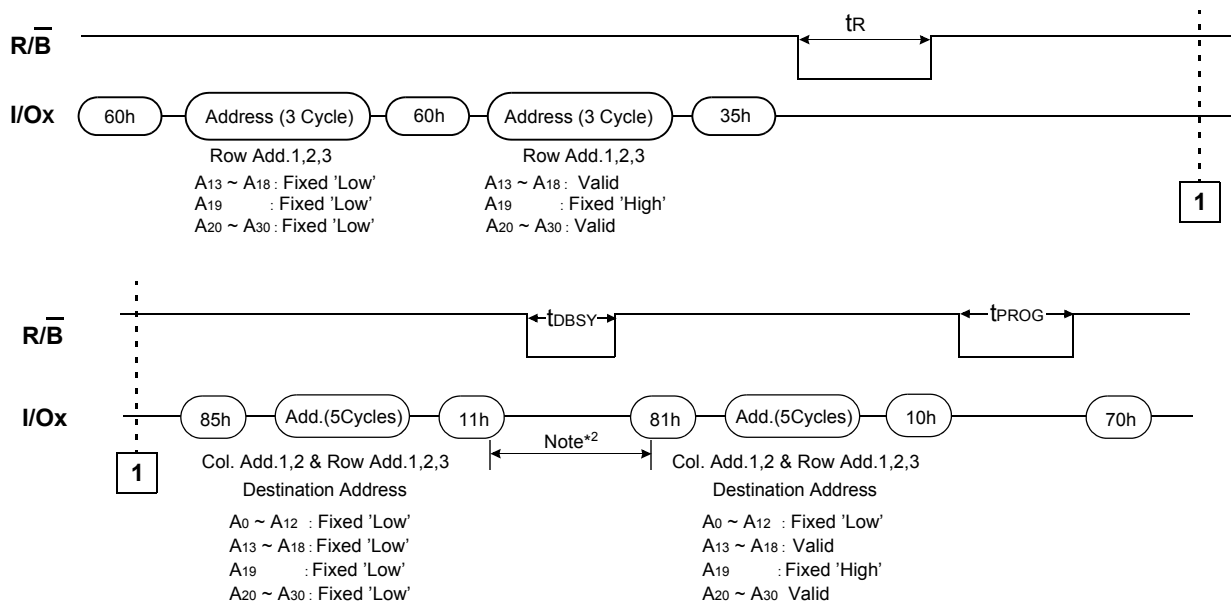 R/B
tR
I/Ox
60h Address (3 Cycle) 60h Address (3 Cycle) 35h
Row Add.1,2,3 Row Add.1,2,3
A13 ~ A18 : Fixed 'Low' A13 ~ A18 : Valid
A19 : Fixed 'Low' A19 : Fixed 'High'
A20 ~ A30 : Fixed 'Low' A20 ~ A30 : Valid
1
R/B
tDBSY tPROG
I/Ox
85h Add.(5Cycles) 11h 81h Add.(5Cycles) 10h 70h
Note*2
1
Col. Add.1,2 & Row Add.1,2,3 Col. Add.1,2 & Row Add.1,2,3
Destination Address Destination Address
A0 ~ A12 : Fixed 'Low' A0 ~ A12 : Fixed 'Low'
A13 ~ A18 : Fixed 'Low' A13 ~ A18 : Valid
A19 : Fixed 'Low' A19 : Fixed 'High'
A20 ~ A30 : Fixed 'Low' A20 ~ A30 Valid